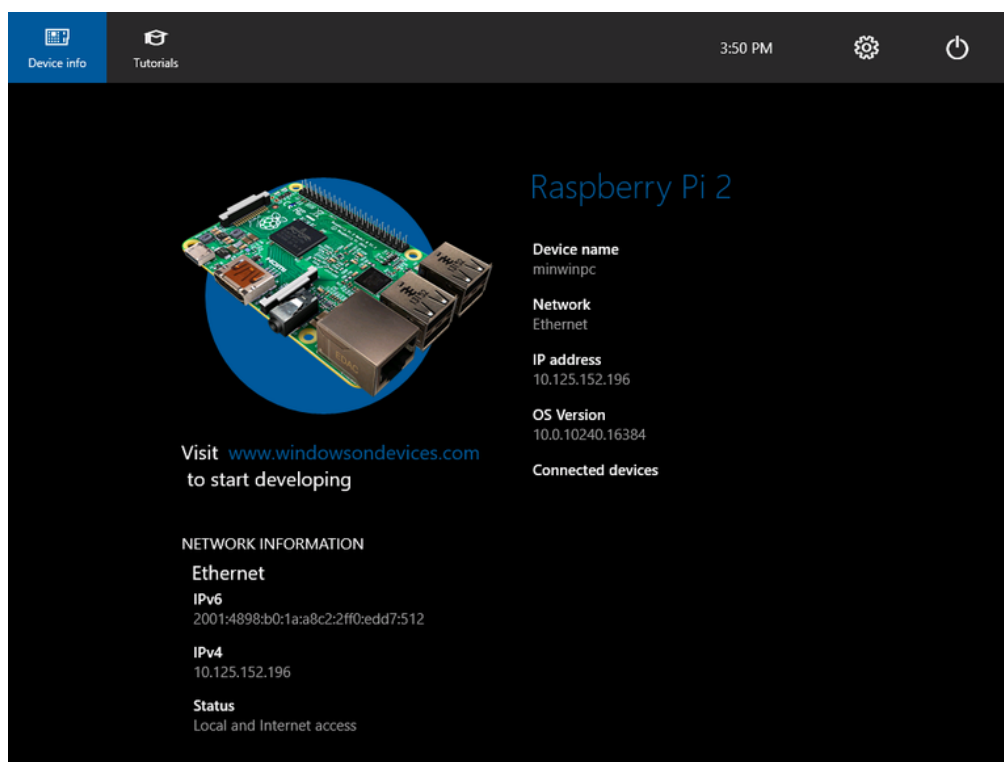 Device info
Tutorials
3:50 PM
Raspberry Pi 2
Device name
minwinpc
Network
Ethernet
IP address
10.125.152.196
OS Version
10.0.10240.16384
Connected devices
HDMI
EDAC
Visit www.windowsondevices.com
to start developing
NETWORK INFORMATION
Ethernet
IPv6
2001:4898:b0:1a:a8c2:2ff0:edd7:512
IPv4
10.125.152.196
Status
Local and Internet access